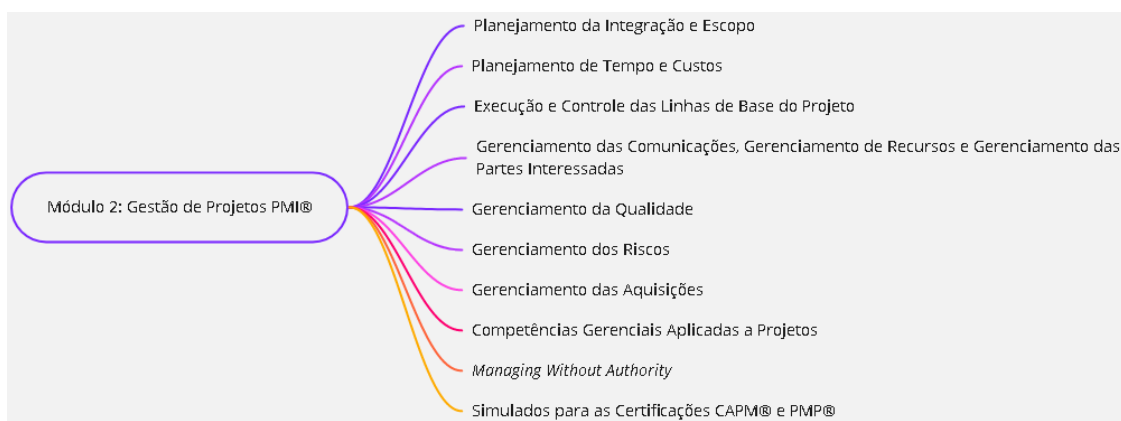 Planejamento da Integração e Escopo
Planejamento de Tempo e Custos
Execução e Controle das Linhas de Base do Projeto
Gerenciamento das Comunicações, Gerenciamento de Recursos e Gerenciamento das
Partes Interessadas
Módulo 2: Gestão de Projetos PMI®
Gerenciamento da Qualidade
Gerenciamento dos Riscos
Gerenciamento das Aquisições
Competências Gerenciais Aplicadas a Projetos
Managing Without Authority
Simulados para as Certificações CAPM® e PMP®